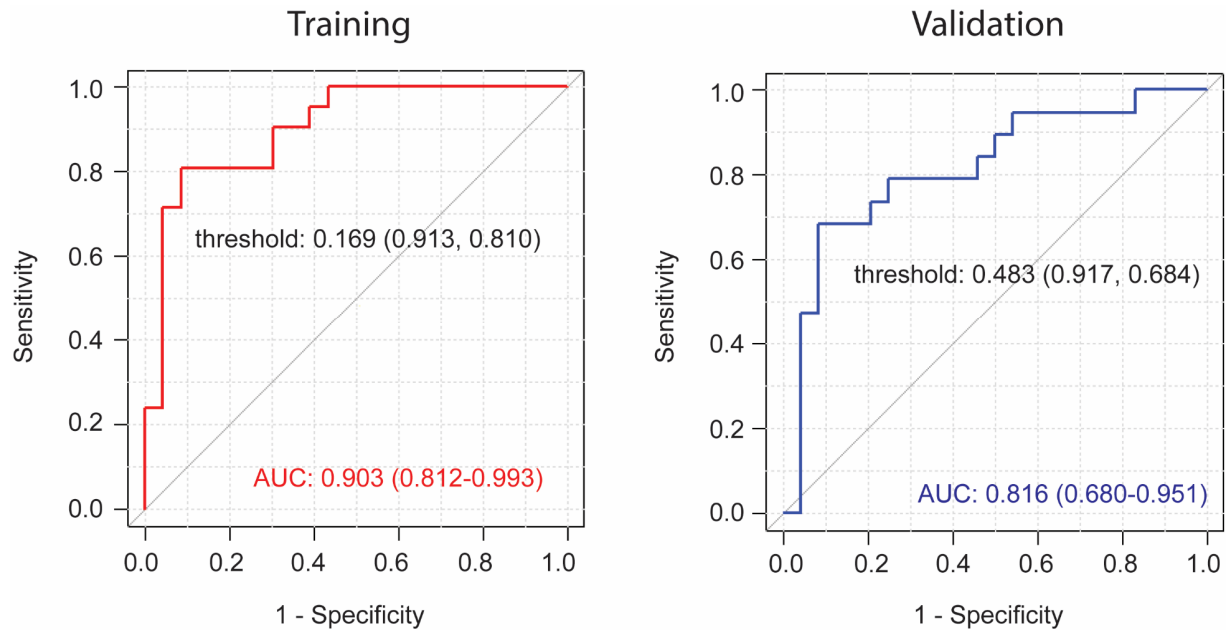 Training
1.0
0.8
0.6
0.4
0.2
0.0
Sensitivity
threshold: 0.169 (0.913, 0.810)
AUC: 0.903 (0.812-0.993)
0.0 0.2 0.4 0.6 0.8 1.0
1 - Specificity
Validation
1.0
0.8
0.6
0.4
0.2
0.0
Sensitivity
threshold: 0.483 (0.917, 0.684)
AUC: 0.816 (0.680-0.951)
0.0 0.2 0.4 0.6 0.8 1.0
1 - Specificity